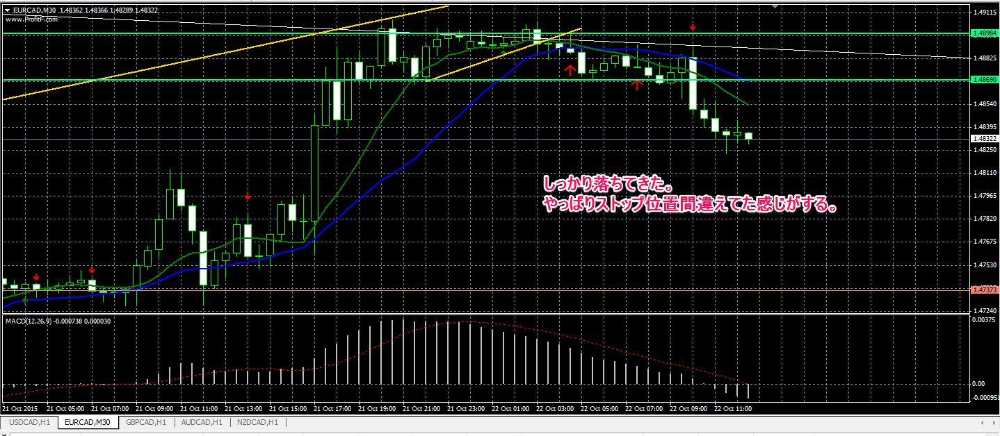 EURCAD,M30 1.48362 1.48366 1.48289 1.48322
www.ProfitF.com
1.49115
1.48984
1.48825
1.48690
1.48540
1.48395
1.48322
1.48250
1.48110
1.47965
1.47820
1.47675
1.47530
1.47373
1.47240
しっかり落ちてきた。
やっぱりストップ位置間違えてた感じがする。
MACD(12,26,9) -0.000738 0.000030
0.00375
0.00
-0.000951
21 Oct 2015 21 Oct 05:00 21 Oct 07:00 21 Oct 09:00 21 Oct 11:00 21 Oct 13:00 21 Oct 15:00 21 Oct 17:00 21 Oct 19:00 21 Oct 21:00 21 Oct 23:00 22 Oct 01:00 22 Oct 03:00 22 Oct 05:00 22 Oct 07:00 22 Oct 09:00 22 Oct 11:00
USDCAD,H1 EURCAD,M30 GBPCAD,H1 AUDCAD,H1 NZDCAD,H1